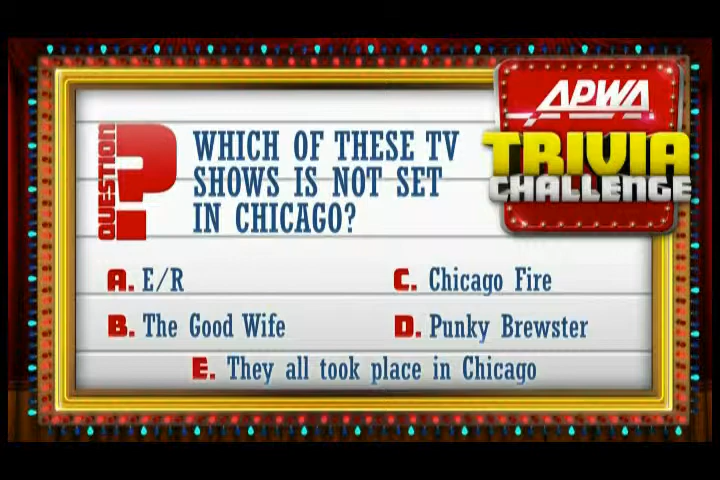 APWA
TRIVIA
CHALLENGE
QUESTION
?
WHICH OF THESE TV
SHOWS IS NOT SET
IN CHICAGO?
A. E/R
B. The Good Wife
C. Chicago Fire
D. Punky Brewster
E. They all took place in Chicago